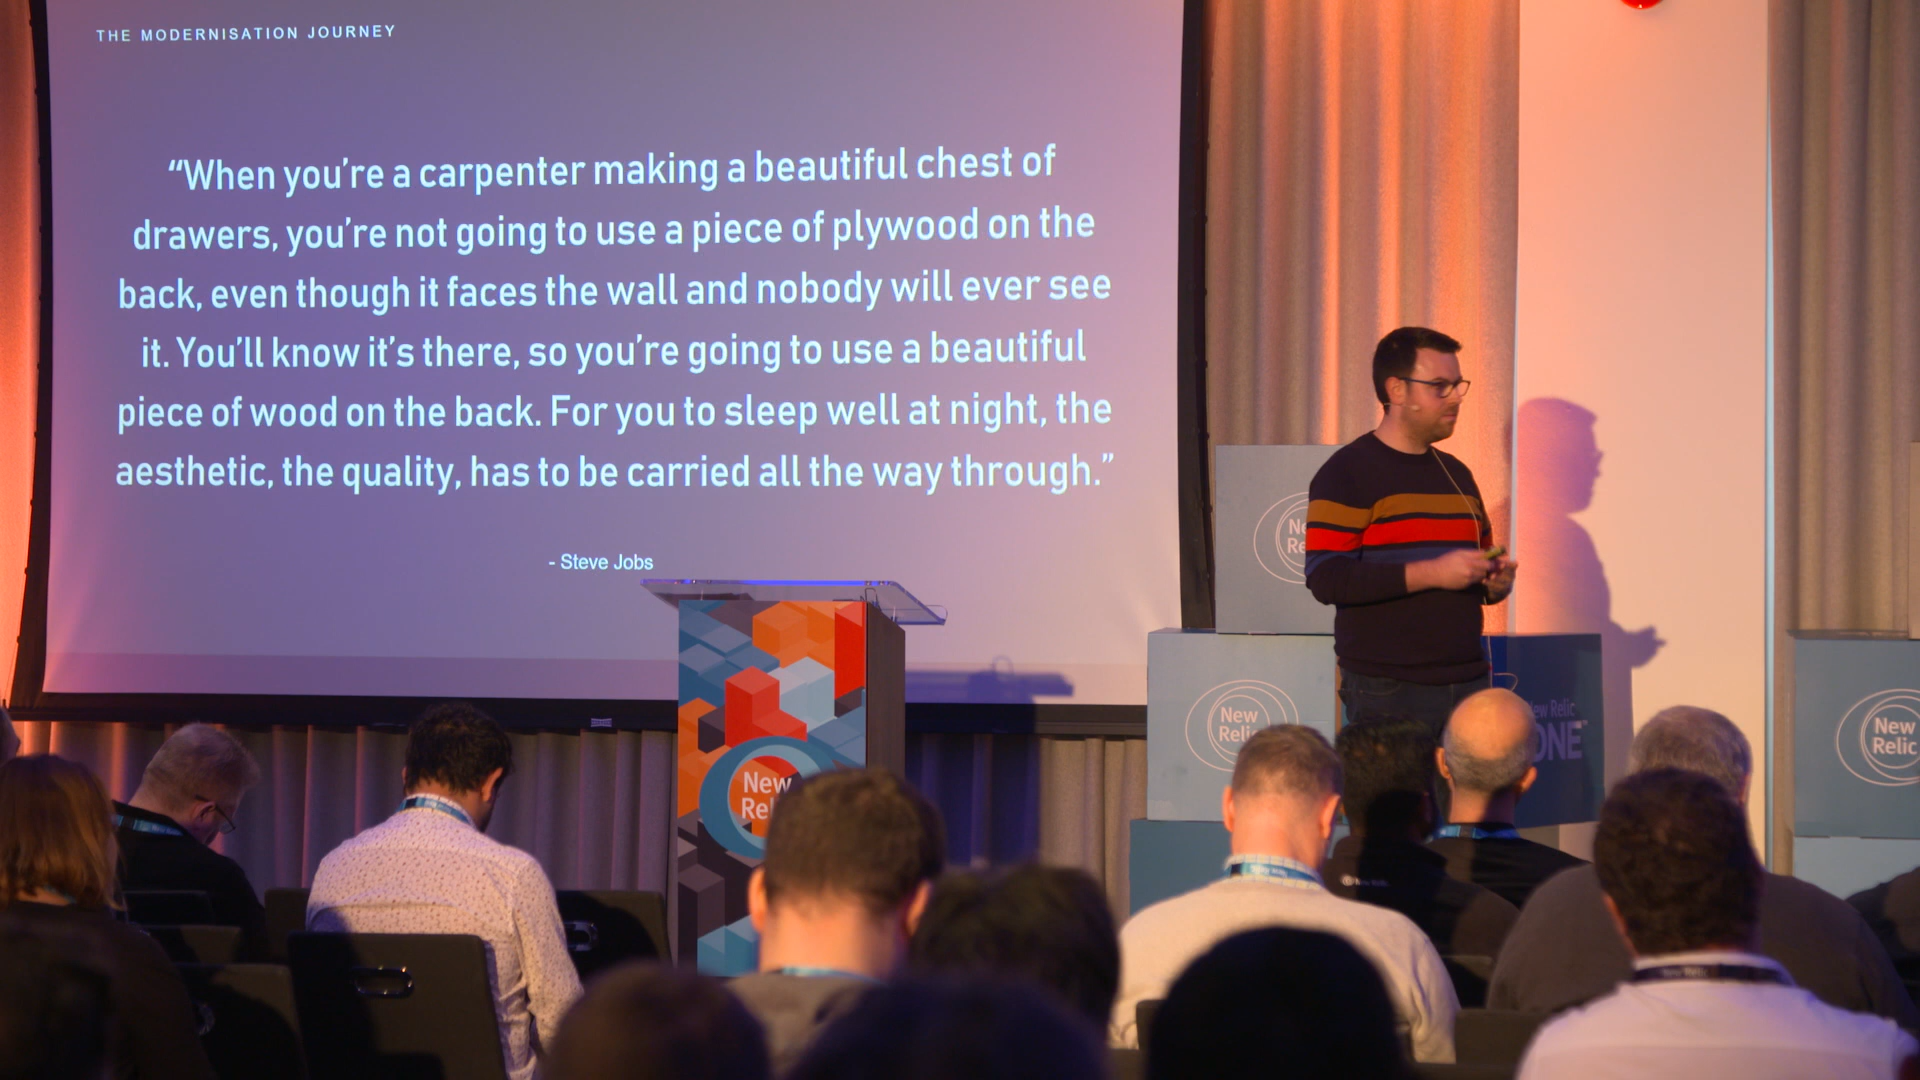 THE MODERNISATION JOURNEY
“When you’re a carpenter making a beautiful chest of
drawers, you’re not going to use a piece of plywood on the
back, even though it faces the wall and nobody will ever see
it. You’ll know it’s there, so you’re going to use a beautiful
piece of wood on the back. For you to sleep well at night, the
aesthetic, the quality, has to be carried all the way through.”
- Steve Jobs
New
Relic
New Relic
ONE™
New
Relic
New